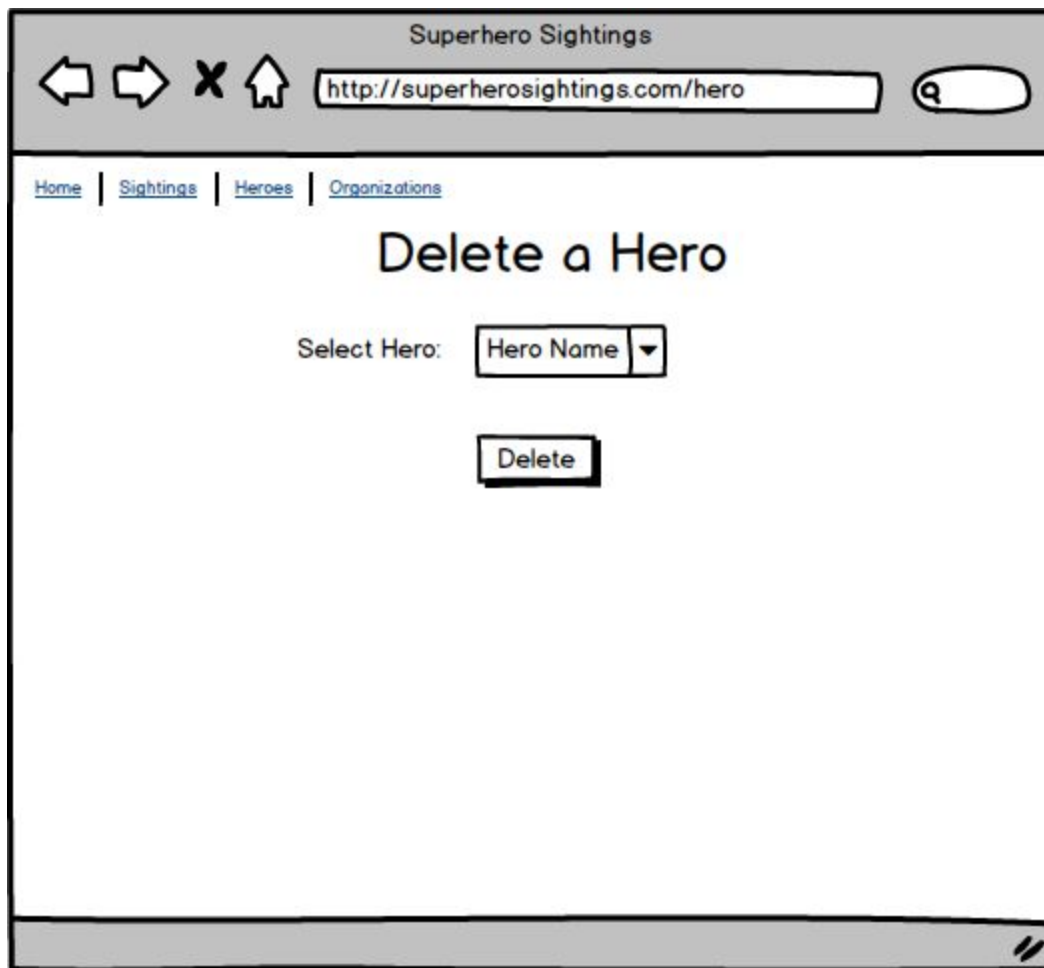 Superhero Sightings
http://superherosightings.com/hero
Home Sightings Heroes Organizations
Delete a Hero
Select Hero: Hero Name
Delete